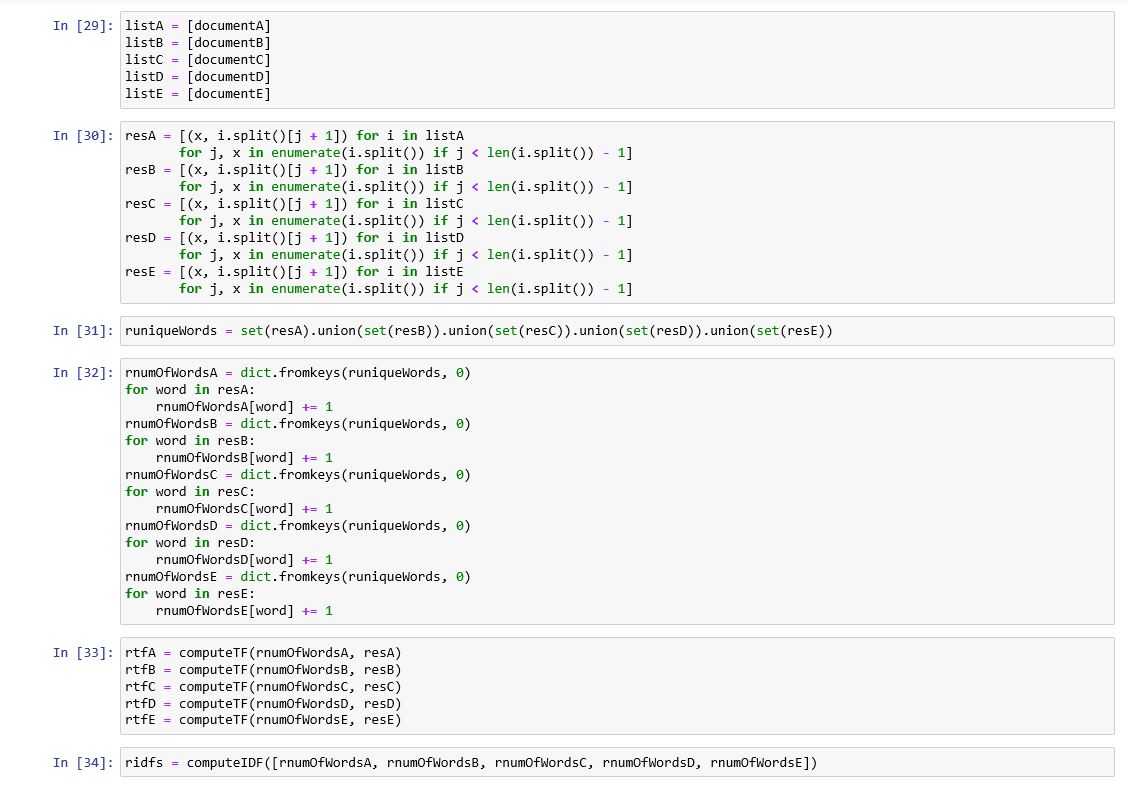 In [29]: listA = [documentA]
listB = [documentB]
listC = [documentC]
listD = [documentD]
listE = [documentE]
In [30]: resA = [(x, i.split()[j + 1]) for i in listA
       for j, x in enumerate(i.split()) if j < len(i.split()) - 1]
resB = [(x, i.split()[j + 1]) for i in listB
       for j, x in enumerate(i.split()) if j < len(i.split()) - 1]
resC = [(x, i.split()[j + 1]) for i in listC
       for j, x in enumerate(i.split()) if j < len(i.split()) - 1]
resD = [(x, i.split()[j + 1]) for i in listD
       for j, x in enumerate(i.split()) if j < len(i.split()) - 1]
resE = [(x, i.split()[j + 1]) for i in listE
       for j, x in enumerate(i.split()) if j < len(i.split()) - 1]
In [31]: runiqueWords = set(resA).union(set(resB)).union(set(resC)).union(set(resD)).union(set(resE))
In [32]: rnumOfWordsA = dict.fromkeys(runiqueWords, 0)
for word in resA:
    rnumOfWordsA[word] += 1
rnumOfWordsB = dict.fromkeys(runiqueWords, 0)
for word in resB:
    rnumOfWordsB[word] += 1
rnumOfWordsC = dict.fromkeys(runiqueWords, 0)
for word in resC:
    rnumOfWordsC[word] += 1
rnumOfWordsD = dict.fromkeys(runiqueWords, 0)
for word in resD:
    rnumOfWordsD[word] += 1
rnumOfWordsE = dict.fromkeys(runiqueWords, 0)
for word in resE:
    rnumOfWordsE[word] += 1
In [33]: rtfA = computeTF(rnumOfWordsA, resA)
rtfB = computeTF(rnumOfWordsB, resB)
rtfC = computeTF(rnumOfWordsC, resC)
rtfD = computeTF(rnumOfWordsD, resD)
rtfE = computeTF(rnumOfWordsE, resE)
In [34]: ridfs = computeIDF([rnumOfWordsA, rnumOfWordsB, rnumOfWordsC, rnumOfWordsD, rnumOfWordsE])